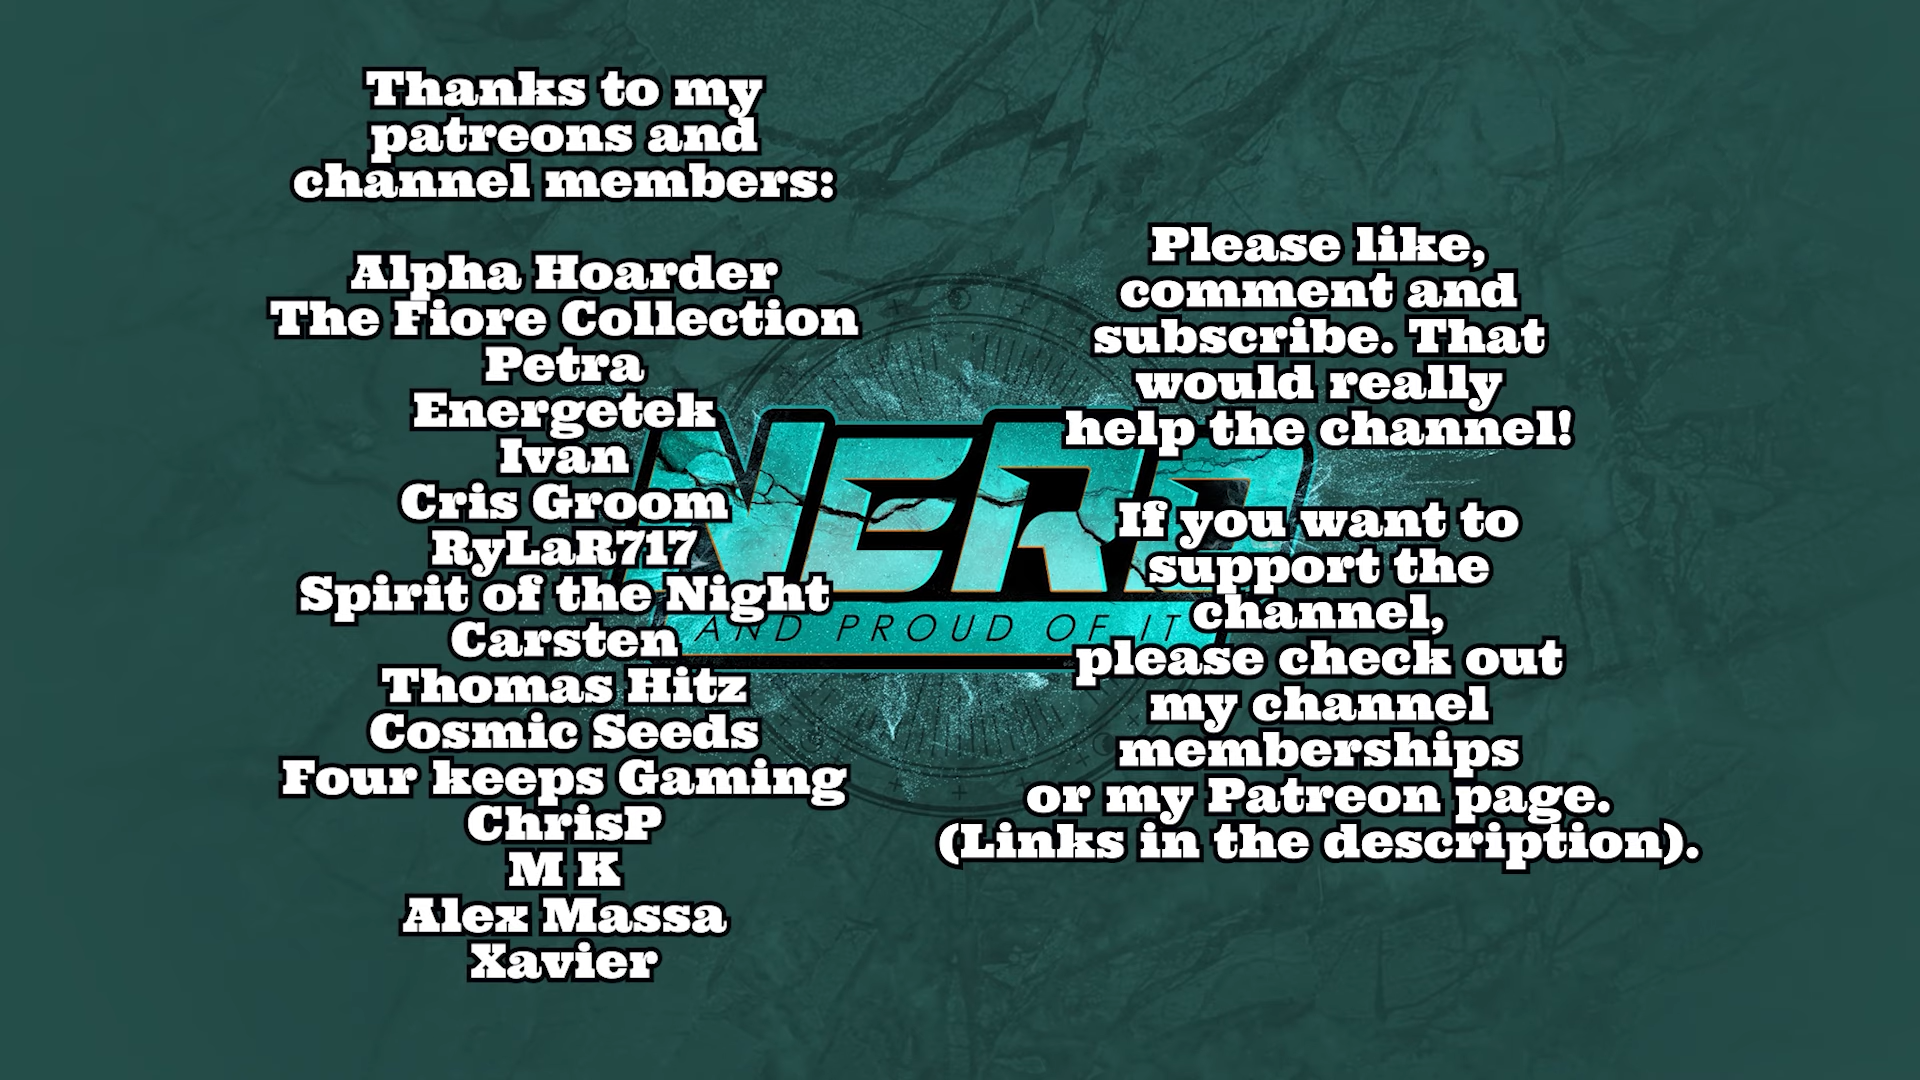 Thanks to my
patreons and
channel members:
Alpha Hoarder
The Fiore Collection
Petra
Energetek
Ivan
Cris Groom
RyLaR717
Spirit of the Night
Carsten
Thomas Hitz
Cosmic Seeds
Four keeps Gaming
ChrisP
M K
Alex Massa
Xavier
Please like,
comment and
subscribe. That
would really
help the channel!
If you want to
support the
channel,
please check out
my channel
memberships
or my Patreon page.
(Links in the description).
NERD
AND PROUD OF IT